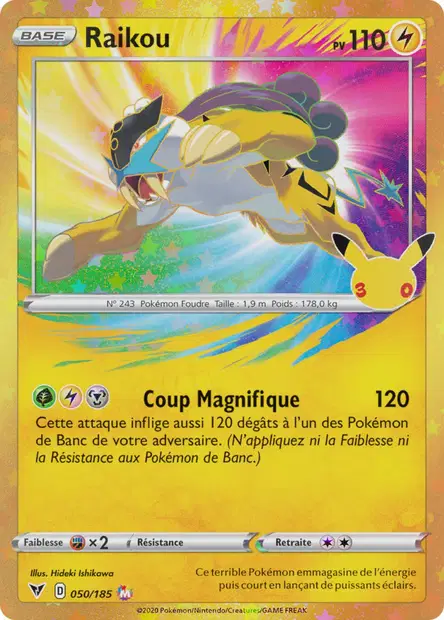 BASE Raikou PV 110
N° 243 Pokémon Foudre Taille : 1,9 m Poids : 178,0 kg
30
Coup Magnifique 120
Cette attaque inflige aussi 120 dégâts à l'un des Pokémon
de Banc de votre adversaire. (N'appliquez ni la Faiblesse ni
la Résistance aux Pokémon de Banc.)
Faiblesse ×2 Résistance Retraite
Illus. Hideki Ishikawa
Ce terrible Pokémon emmagasine de l'énergie
puis court en lançant de puissants éclairs.
D 050/185 M
©2020 Pokémon/Nintendo/Creatures/GAME FREAK